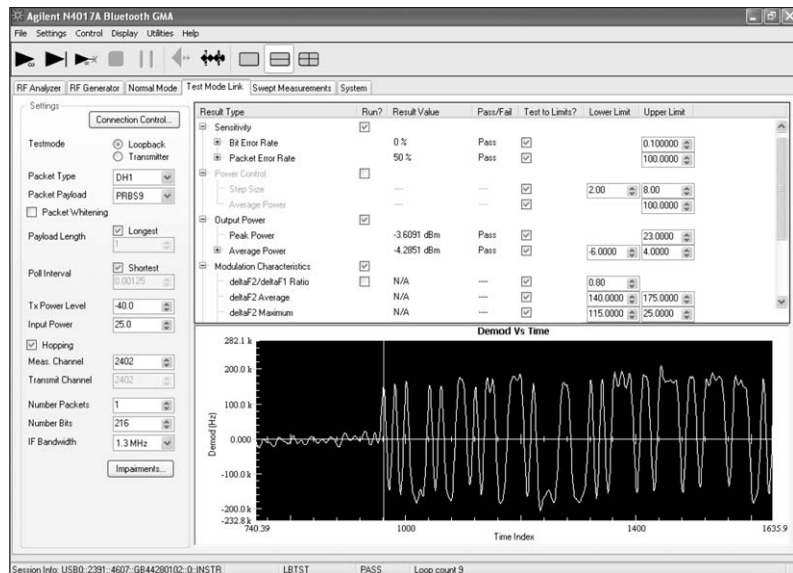 Agilent N4017A Bluetooth GMA
File Settings Control Display Utilities Help
RF Analyzer RF Generator Normal Mode Test Mode Link Swept Measurements System
Settings
Connection Control...
Testmode Loopback
Transmitter
Packet Type DH1
Packet Payload PRBS9
Packet Whitening
Payload Length Longest
1
Poll Interval Shortest
0.00125
Tx Power Level -40.0
Input Power 25.0
Hopping
Meas. Channel 2402
Transmit Channel 2402
Number Packets 1
Number Bits 216
IF Bandwidth 1.3 MHz
Impairments...
Result Type Run? Result Value Pass/Fail Test to Limits? Lower Limit Upper Limit
Sensitivity
Bit Error Rate 0 % Pass 0.100000
Packet Error Rate 50 % Pass 100.0000
Power Control
Step Size --- --- 2.00 8.00
Average Power --- --- 100.0000
Output Power
Peak Power -3.6091 dBm Pass 23.0000
Average Power -4.2851 dBm Pass -6.0000 4.0000
Modulation Characteristics
deltaF2/deltaF1 Ratio N/A ---- 0.80
deltaF2 Average N/A ---- 140.0000 175.0000
deltaF2 Maximum N/A ---- 115.0000 25.0000
Demod Vs Time
282.1 k
200.0 k
100.0 k
0.000
-100.0 k
-200.0 k
-232.8 k
Demod (Hz)
740.39 1000 1400 1635.9
Time Index
Session Info: USB0::2391::4607::GB44280102::0::INSTR LBTST PASS Loop count 9